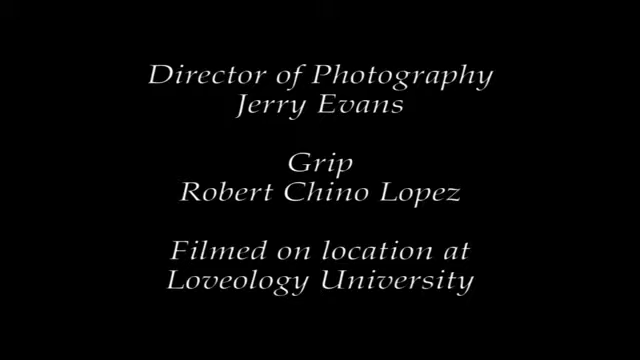 Director of Photography
Jerry Evans
Grip
Robert Chino Lopez
Filmed on location at
Loveology University